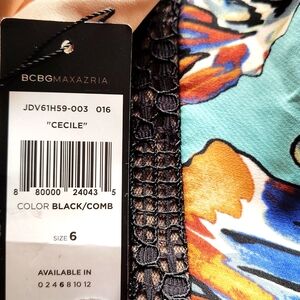 BCBGMAXAZRIA
JDV61H59-003 016
"CECILE"
8 80000 24043 5
COLOR BLACK/COMB
SIZE 6
AVAILABLE IN
0 2 4 6 8 10 12